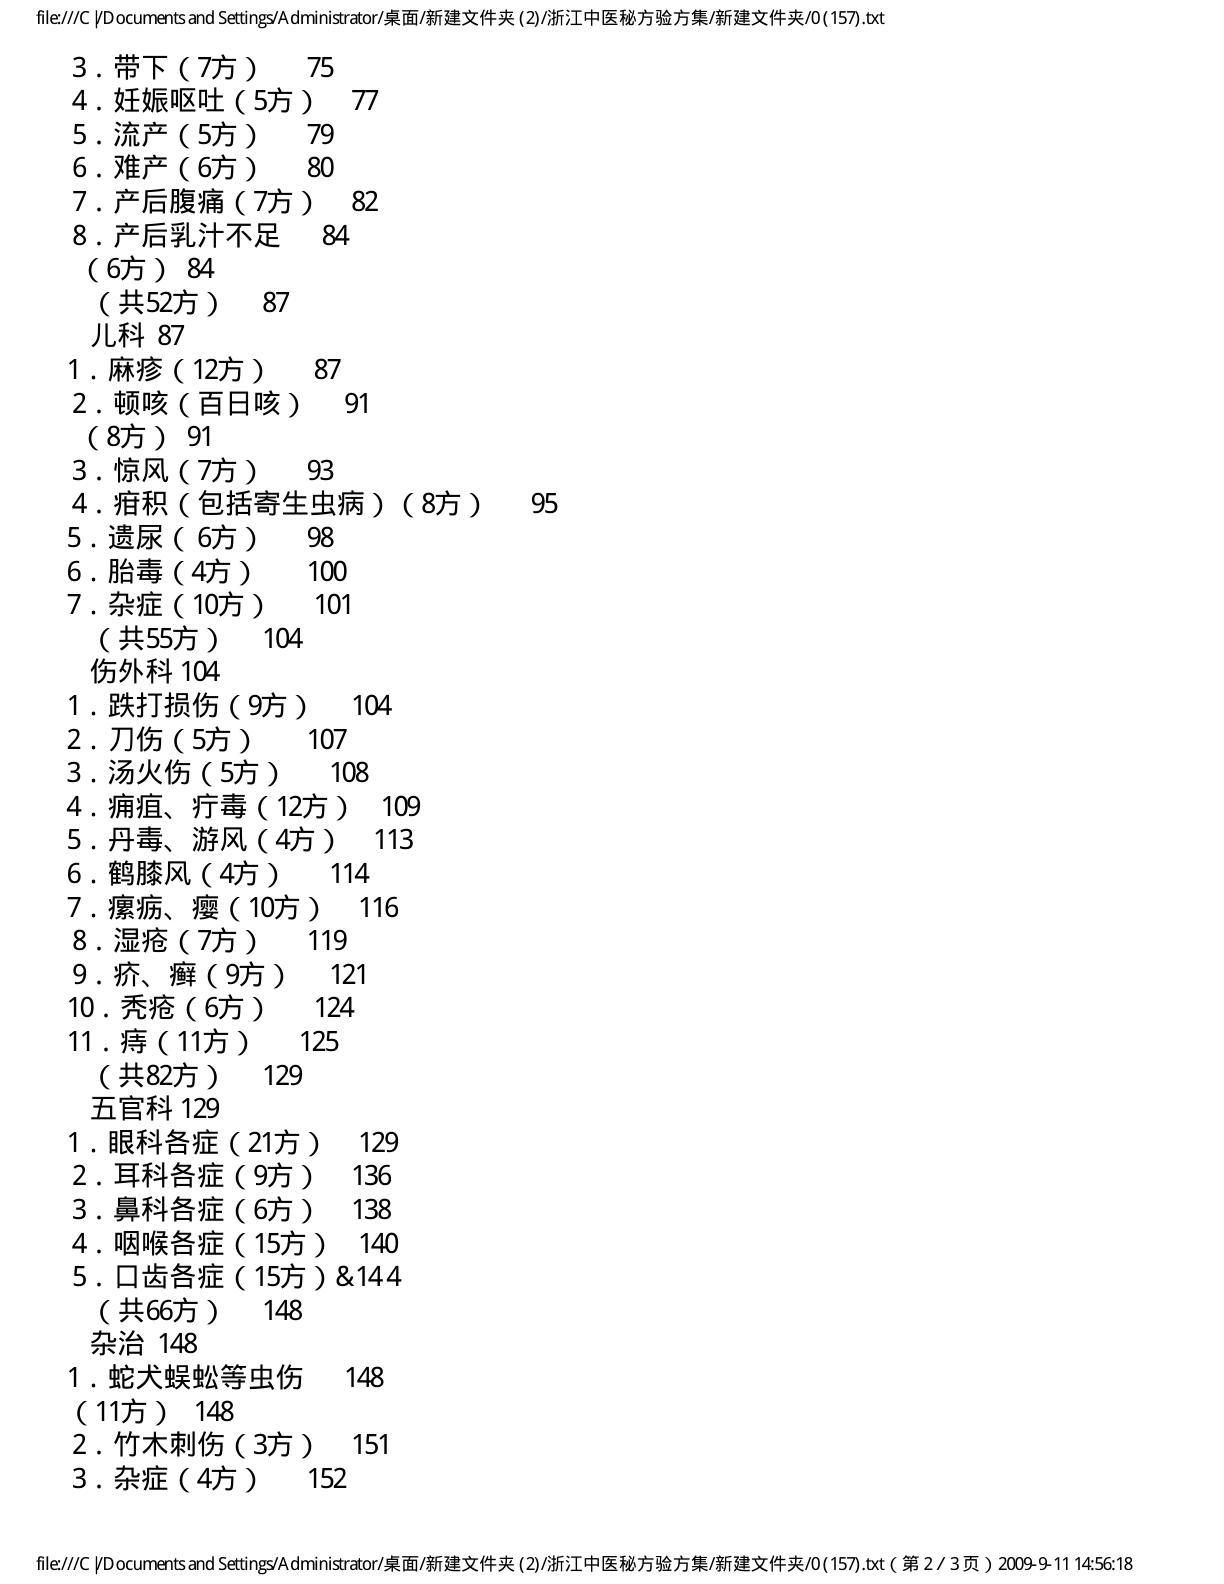 file:///C|/Documents and Settings/Administrator/桌面/新建文件夹 (2)/浙江中医秘方验方集/新建文件夹/0 (157).txt
3．带下（7方） 75
4．妊娠呕吐（5方） 77
5．流产（5方） 79
6．难产（6方） 80
7．产后腹痛（7方） 82
8．产后乳汁不足 84
（6方） 84
（共52方） 87
儿科 87
1．麻疹（12方） 87
2．顿咳（百日咳） 91
（8方） 91
3．惊风（7方） 93
4．疳积（包括寄生虫病）（8方） 95
5．遗尿（ 6方） 98
6．胎毒（4方） 100
7．杂症（10方） 101
（共55方） 104
伤外科 104
1．跌打损伤（9方） 104
2．刀伤（5方） 107
3．汤火伤（5方） 108
4．痈疽、疔毒（12方） 109
5．丹毒、游风（4方） 113
6．鹤膝风（4方） 114
7．瘰疬、瘿（10方） 116
8．湿疮（7方） 119
9．疥、癣（9方） 121
10．秃疮（6方） 124
11．痔（11方） 125
（共82方） 129
五官科 129
1．眼科各症（21方） 129
2．耳科各症（9方） 136
3．鼻科各症（6方） 138
4．咽喉各症（15方） 140
5．口齿各症（15方）&14 4
（共66方） 148
杂治 148
1．蛇犬蜈蚣等虫伤 148
（11方） 148
2．竹木刺伤（3方） 151
3．杂症（4方） 152
file:///C|/Documents and Settings/Administrator/桌面/新建文件夹 (2)/浙江中医秘方验方集/新建文件夹/0 (157).txt（第 2／3 页）2009-9-11 14:56:18